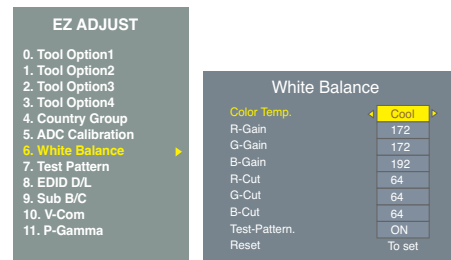 EZ ADJUST
0. Tool Option1
1. Tool Option2
2. Tool Option3
3. Tool Option4
4. Country Group
5. ADC Calibration
6. White Balance
7. Test Pattern
8. EDID D/L
9. Sub B/C
10. V-Com
11. P-Gamma
White Balance
Color Temp. Cool
R-Gain 172
G-Gain 172
B-Gain 192
R-Cut 64
G-Cut 64
B-Cut 64
Test-Pattern. ON
Reset To set